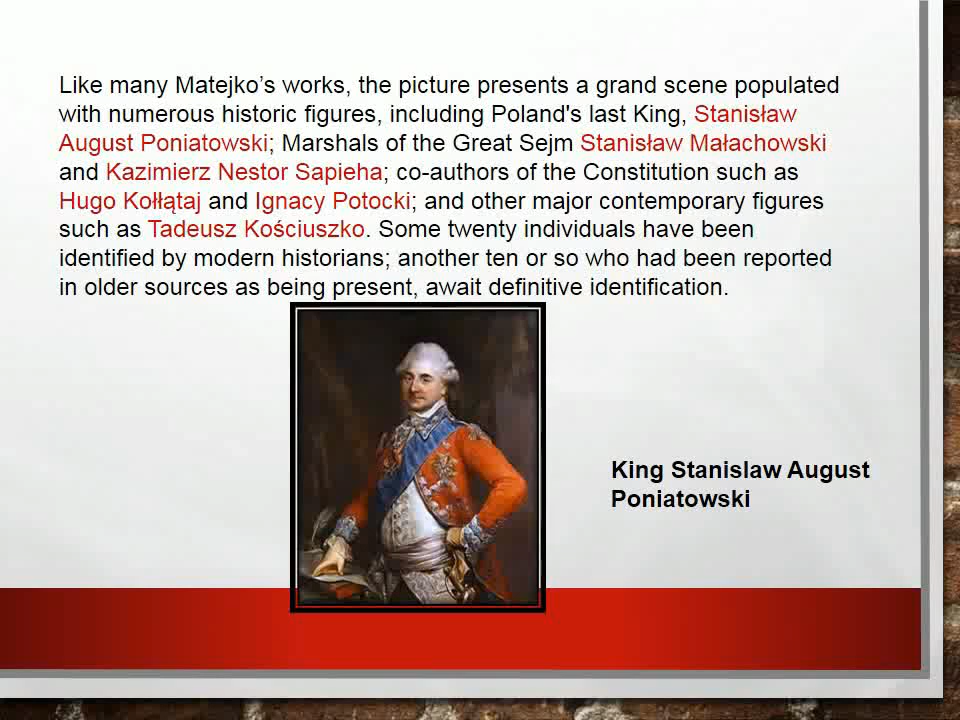 Like many Matejko’s works, the picture presents a grand scene populated
with numerous historic figures, including Poland's last King, Stanisław
August Poniatowski; Marshals of the Great Sejm Stanisław Małachowski
and Kazimierz Nestor Sapieha; co-authors of the Constitution such as
Hugo Kołłątaj and Ignacy Potocki; and other major contemporary figures
such as Tadeusz Kościuszko. Some twenty individuals have been
identified by modern historians; another ten or so who had been reported
in older sources as being present, await definitive identification.
King Stanislaw August
Poniatowski